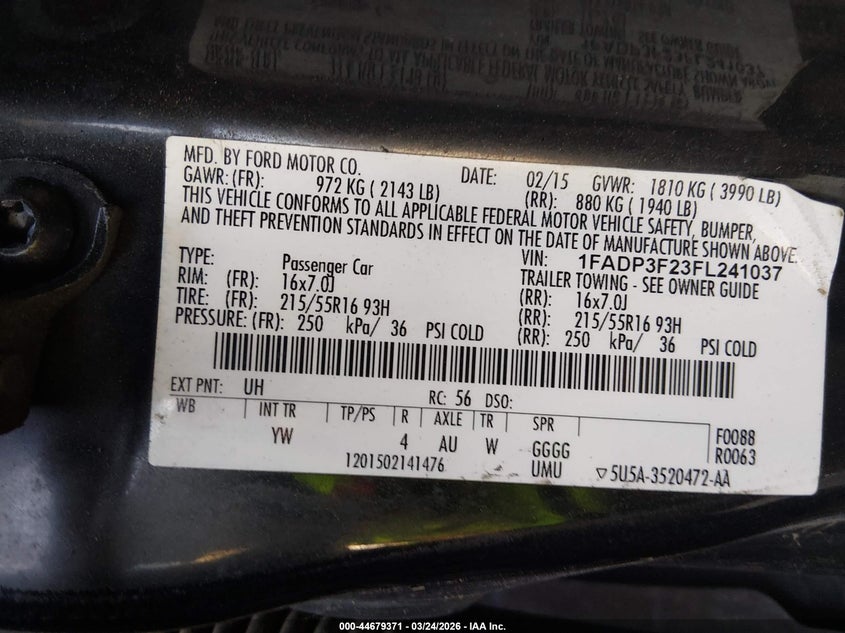 MFD. BY FORD MOTOR CO. DATE: 02/15 GVWR: 1810 KG ( 3990 LB)
GAWR: (FR): 972 KG ( 2143 LB) (RR): 880 KG ( 1940 LB)
THIS VEHICLE CONFORMS TO ALL APPLICABLE FEDERAL MOTOR VEHICLE SAFETY, BUMPER,
AND THEFT PREVENTION STANDARDS IN EFFECT ON THE DATE OF MANUFACTURE SHOWN ABOVE.
VIN: 1FADP3F23FL241037
TYPE: Passenger Car TRAILER TOWING - SEE OWNER GUIDE
RIM: (FR): 16x7.0J (RR): 16x7.0J
TIRE: (FR): 215/55R16 93H (RR): 215/55R16 93H
PRESSURE: (FR): 250 kPa/ 36 PSI COLD (RR): 250 kPa/ 36 PSI COLD
EXT PNT: UH RC: 56 DSO:
WB INT TR TP/PS R AXLE TR SPR F0088
YW 4 AU W GGGG R0063
1201502141476 UMU ▽5U5A-3520472-AA
000-44679371 | 03/24/2026 - IAA Inc.